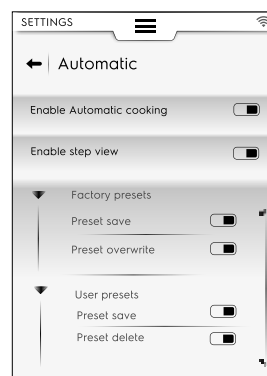 SETTINGS
Automatic
Enable Automatic cooking
Enable step view
Factory presets
Preset save
Preset overwrite
User presets
Preset save
Preset delete